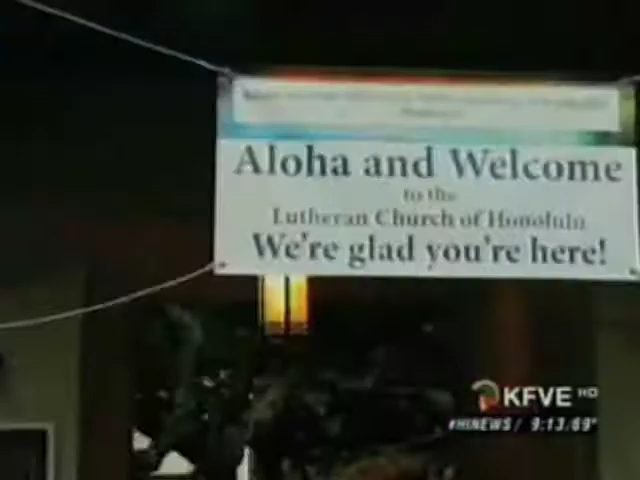 Aloha and Welcome
to the
Lutheran Church of Honolulu
We're glad you're here!
KFVE HD
#HINEWS / 9:13 69°